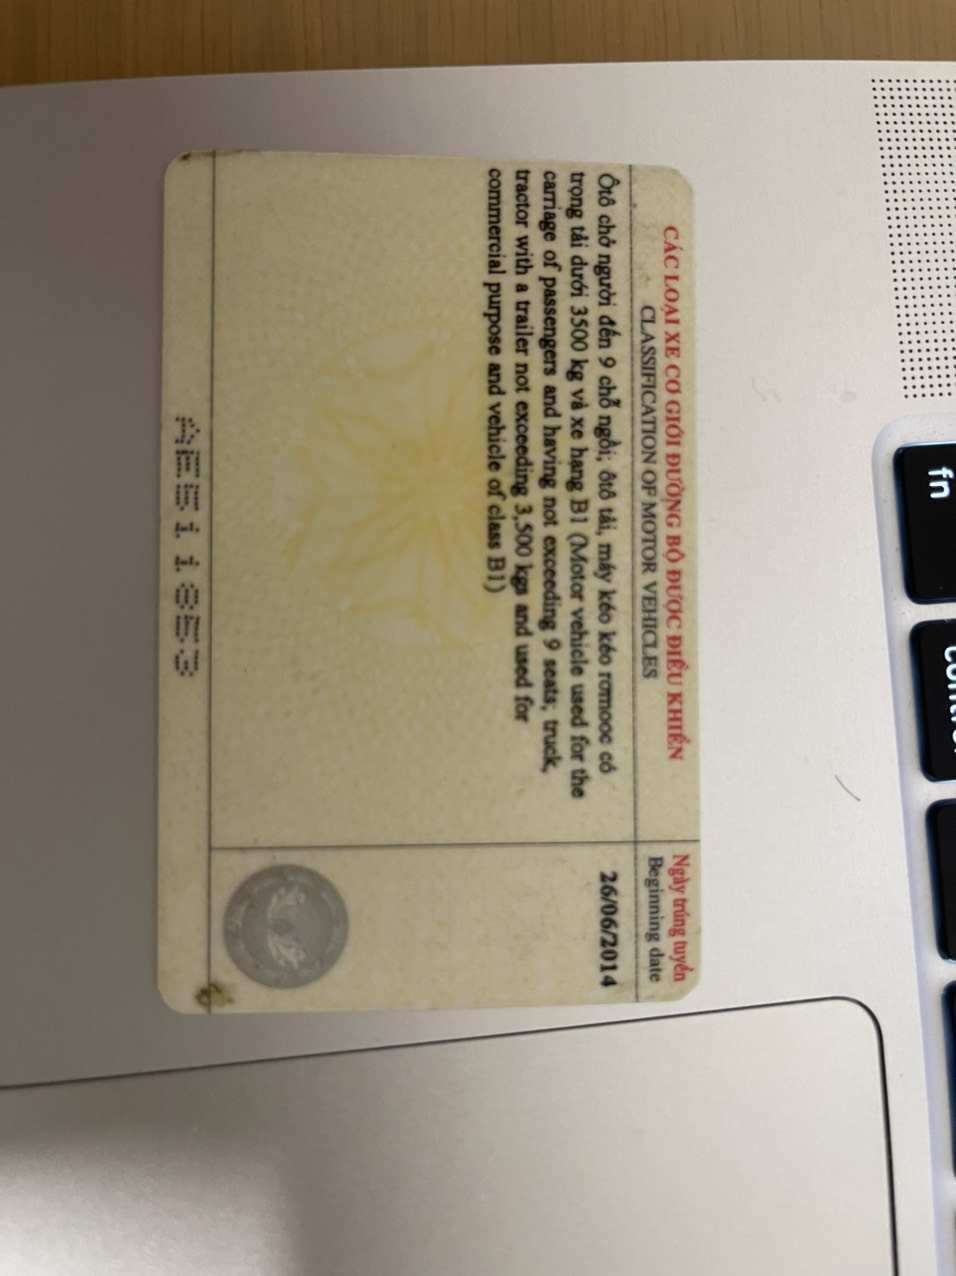 CÁC LOẠI XE CƠ GIỚI ĐƯỜNG BỘ ĐƯỢC ĐIỀU KHIỂN
CLASSIFICATION OF MOTOR VEHICLES
Ngày trúng tuyển
Beginning date
Ôtô chở người đến 9 chỗ ngồi; ôtô tải, máy kéo kéo rơmooc có
trọng tải dưới 3500 kg và xe hạng B1 (Motor vehicle used for the
carriage of passengers and having not exceeding 9 seats; truck,
tractor with a trailer not exceeding 3,500 kgs and used for
commercial purpose and vehicle of class B1)
26/06/2014
fn